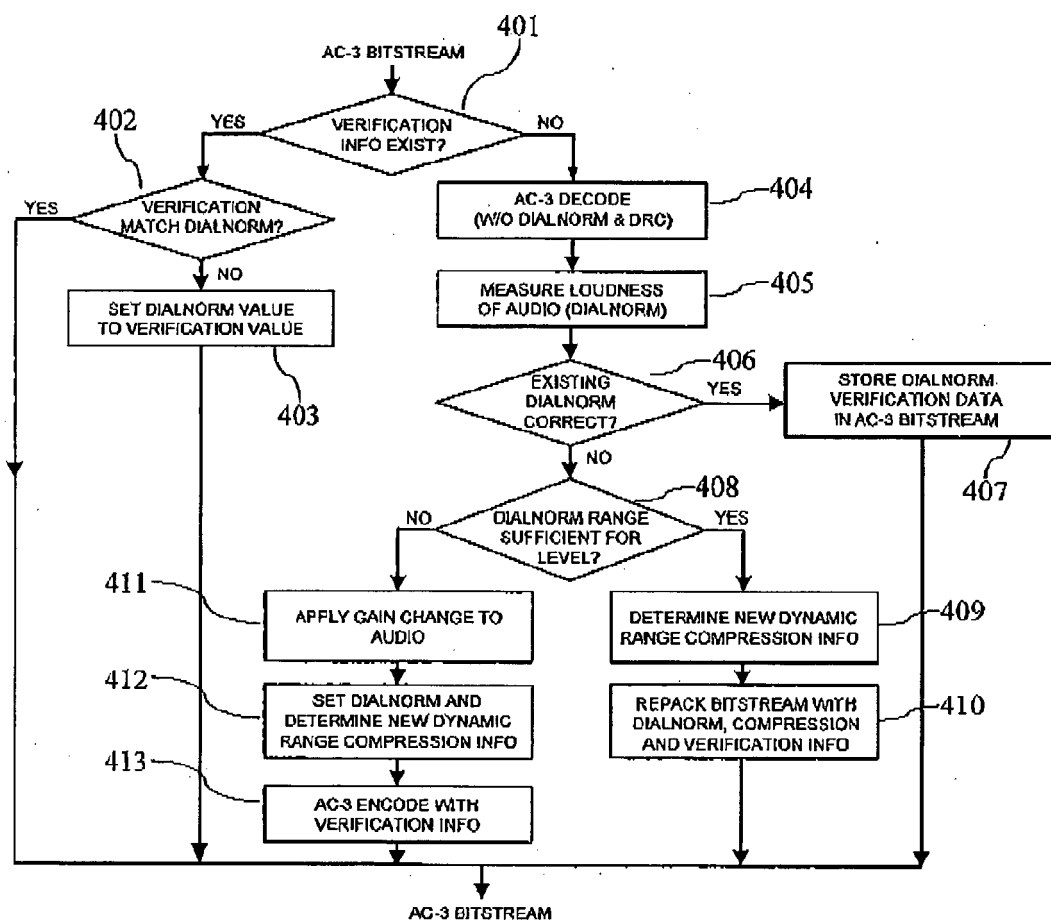 401
AC-3 BITSTREAM
402
YES
VERIFICATION
INFO EXIST?
NO
YES
VERIFICATION
MATCH DIALNORM?
AC-3 DECODE
(W/O DIALNORM & DRC)
404
NO
SET DIALNORM VALUE
TO VERIFICATION VALUE
403
MEASURE LOUDNESS
OF AUDIO (DIALNORM)
405
406
EXISTING
DIALNORM
CORRECT?
YES
STORE DIALNORM
VERIFICATION DATA
IN AC-3 BITSTREAM
407
NO
408
NO
DIALNORM RANGE
SUFFICIENT FOR
LEVEL?
YES
411
APPLY GAIN CHANGE TO
AUDIO
DETERMINE NEW DYNAMIC
RANGE COMPRESSION INFO
409
412
SET DIALNORM AND
DETERMINE NEW DYNAMIC
RANGE COMPRESSION INFO
REPACK BITSTREAM WITH
DIALNORM, COMPRESSION
AND VERIFICATION INFO
410
413
AC-3 ENCODE WITH
VERIFICATION INFO
AC-3 BITSTREAM